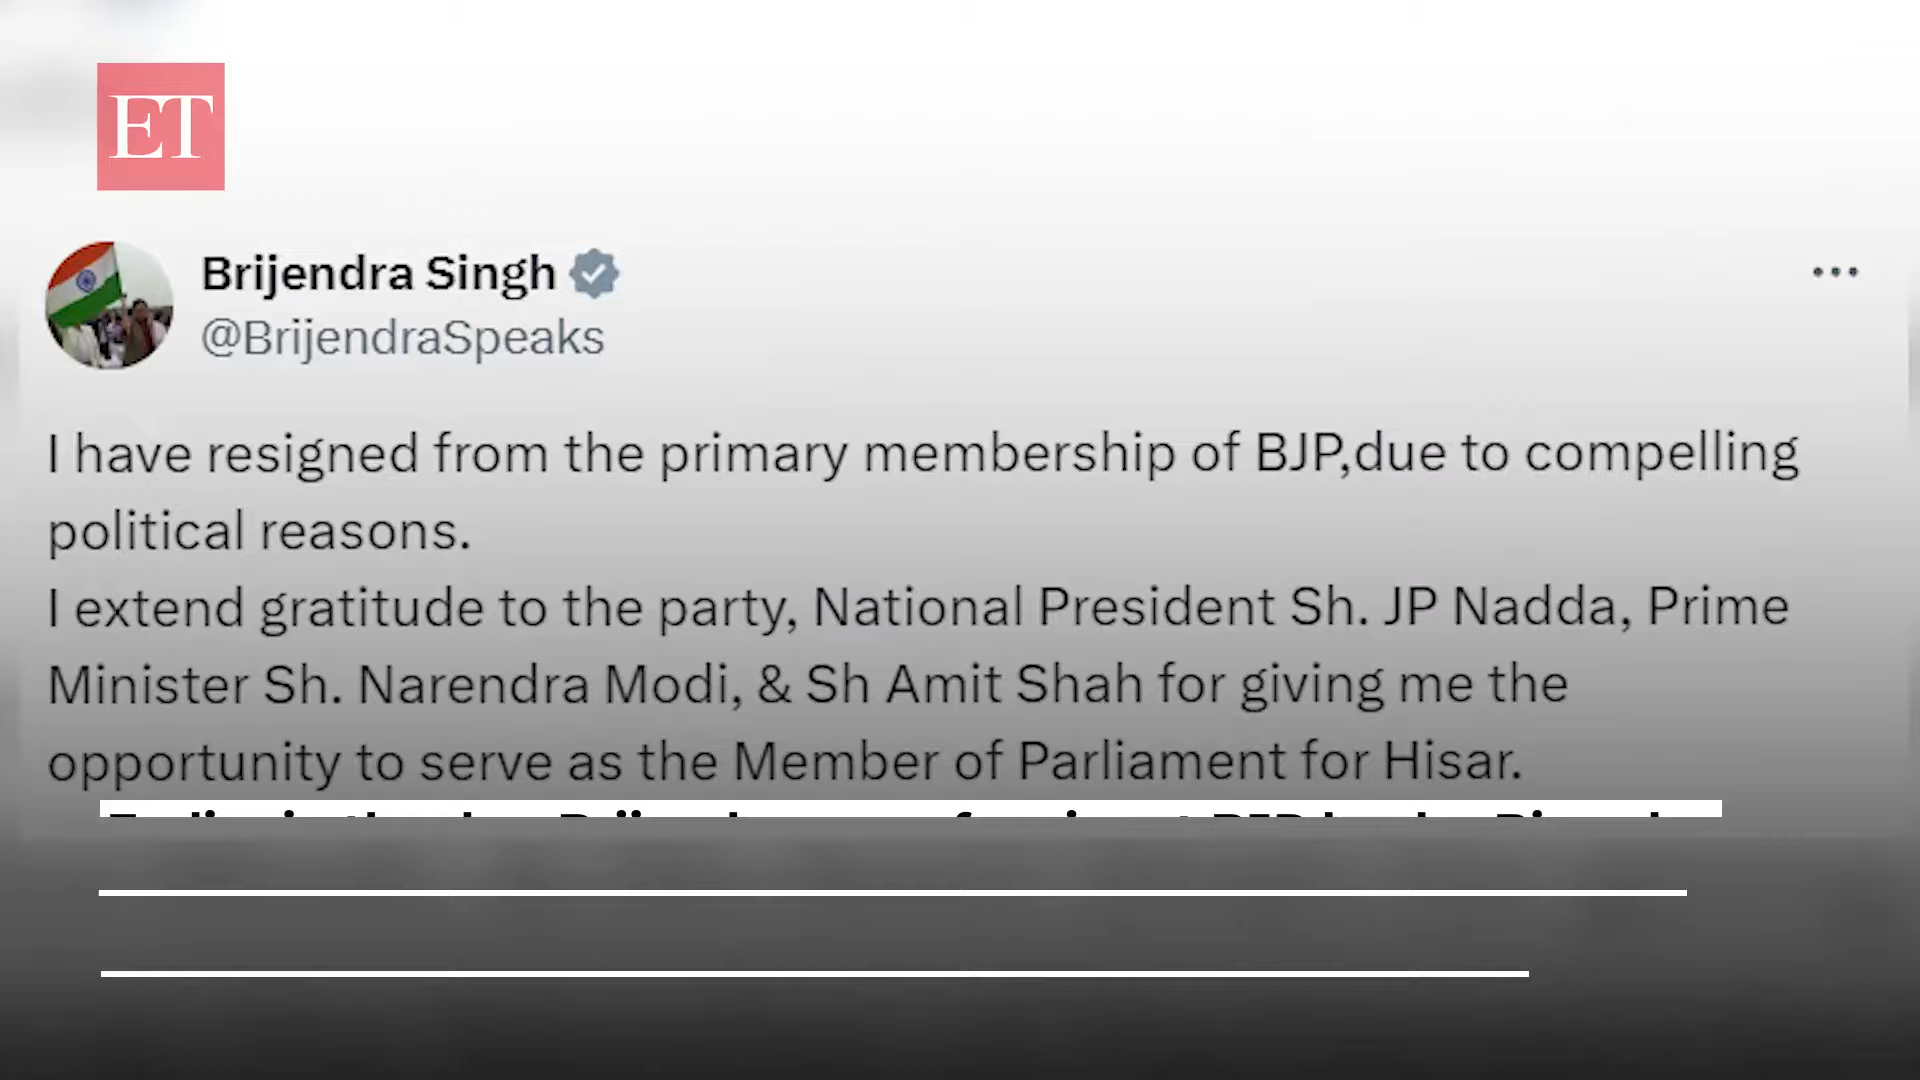 ET
Brijendra Singh
@BrijendraSpeaks
I have resigned from the primary membership of BJP,due to compelling
political reasons.
I extend gratitude to the party, National President Sh. JP Nadda, Prime
Minister Sh. Narendra Modi, & Sh Amit Shah for giving me the
opportunity to serve as the Member of Parliament for Hisar.